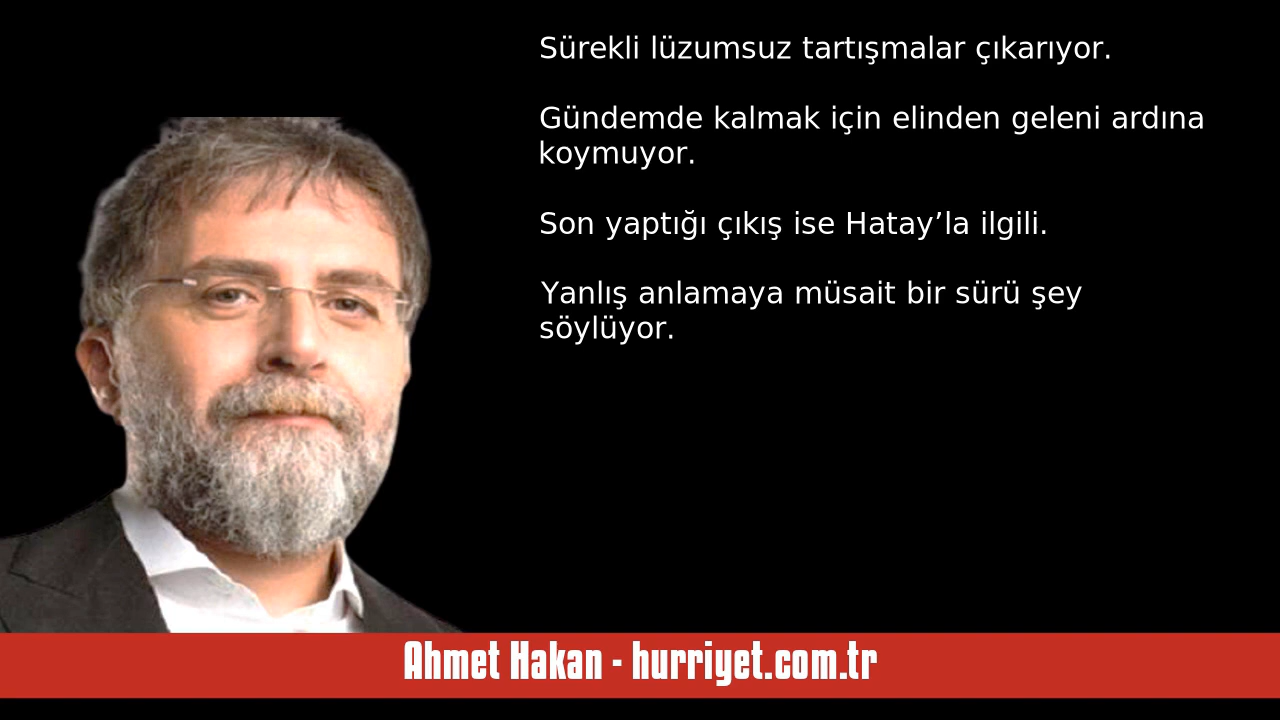 Sürekli lüzumsuz tartışmalar çıkarıyor.
Gündemde kalmak için elinden geleni ardına
koymuyor.
Son yaptığı çıkış ise Hatay’la ilgili.
Yanlış anlamaya müsait bir sürü şey
söylüyor.
Ahmet Hakan - hurriyet.com.tr